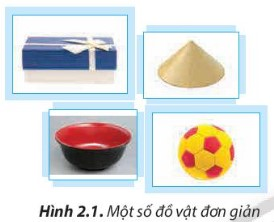 Hình 2.1. Một số đồ vật đơn giản